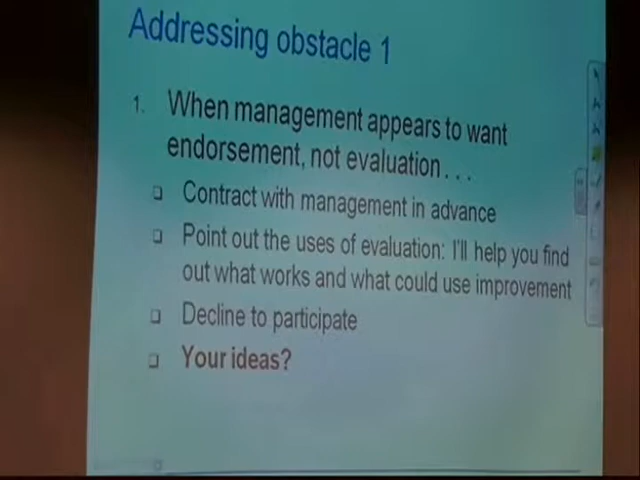 Addressing obstacle 1
1. When management appears to want
endorsement, not evaluation . . .
❑ Contract with management in advance
❑ Point out the uses of evaluation: I'll help you find
out what works and what could use improvement
❑ Decline to participate
❑ Your ideas?